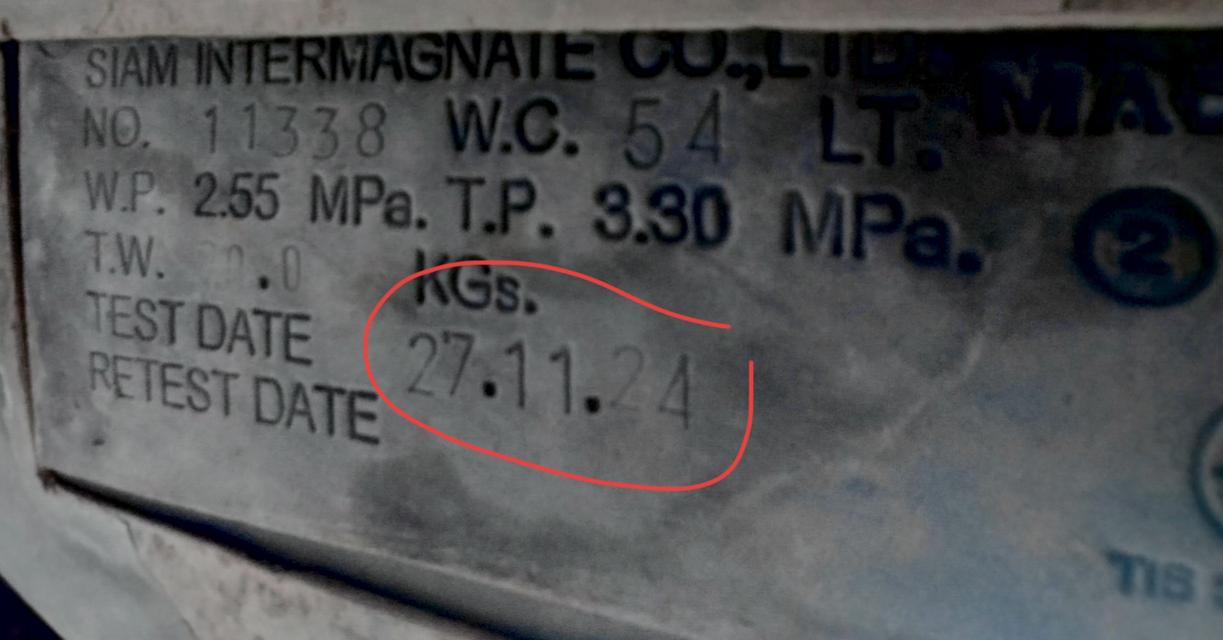 SIAM INTERMAGNATE CO.,LTD.
NO. 11338 W.C. 54 LT.
W.P. 2.55 MPa. T.P. 3.30 MPa.
T.W. .0 KGs.
TEST DATE 27.11.24
RETEST DATE
2
TIS